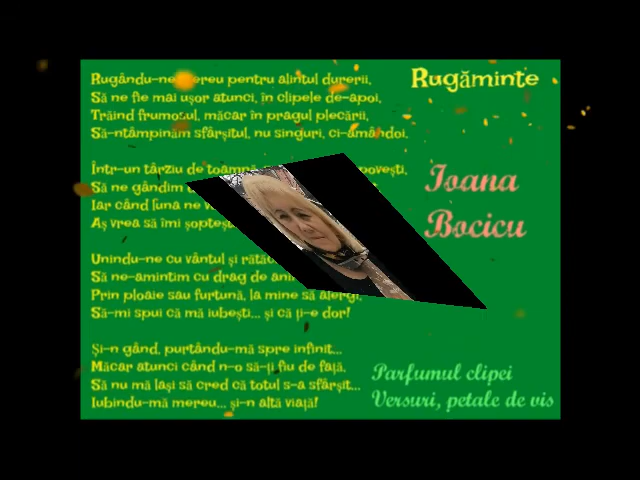 Rugăminte
Rugându-ne mereu pentru alintul durerii,
Să ne fie mai ușor atunci, în clipele de-apoi,
Trăind frumosul, măcar în pragul plecării,
Să-ntâmpinăm sfârșitul, nu singuri, ci-amândoi.
Într-un târziu de toamnă povești,
Să ne gândim
Iar când luna ne
Aș vrea să îmi șoptești
Unindu-ne cu vântul și
Să ne-amintim cu drag de
Prin ploaie sau furtună, la mine să alergi,
Să-mi spui că mă iubești... și că ți-e dor!
Și-n gând, purtându-mă spre infinit...
Măcar atunci când n-o să-ți fiu de față,
Să nu mă lași să cred că totul s-a sfârșit...
Iubindu-mă mereu... și-n altă viață!
Ioana
Bocicu
Parfumul clipei
Versuri, petale de vis